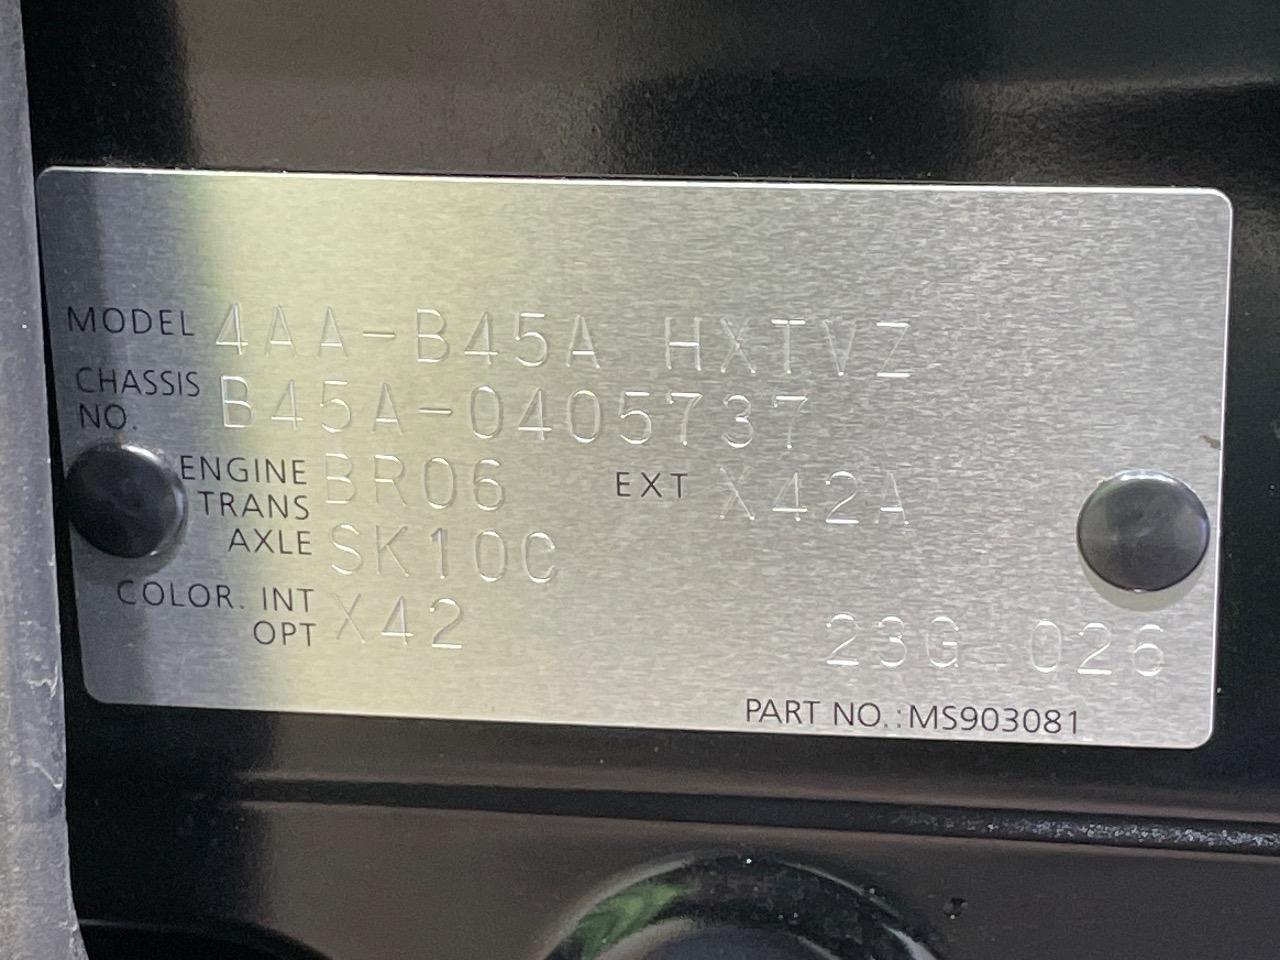 MODEL 4AA-B45A HXTVZ
CHASSIS NO. B45A-0405737
ENGINE BR06 EXT X42A
TRANS
AXLE SK10C
COLOR. INT
OPT X42 23G 026
PART NO.:MS903081